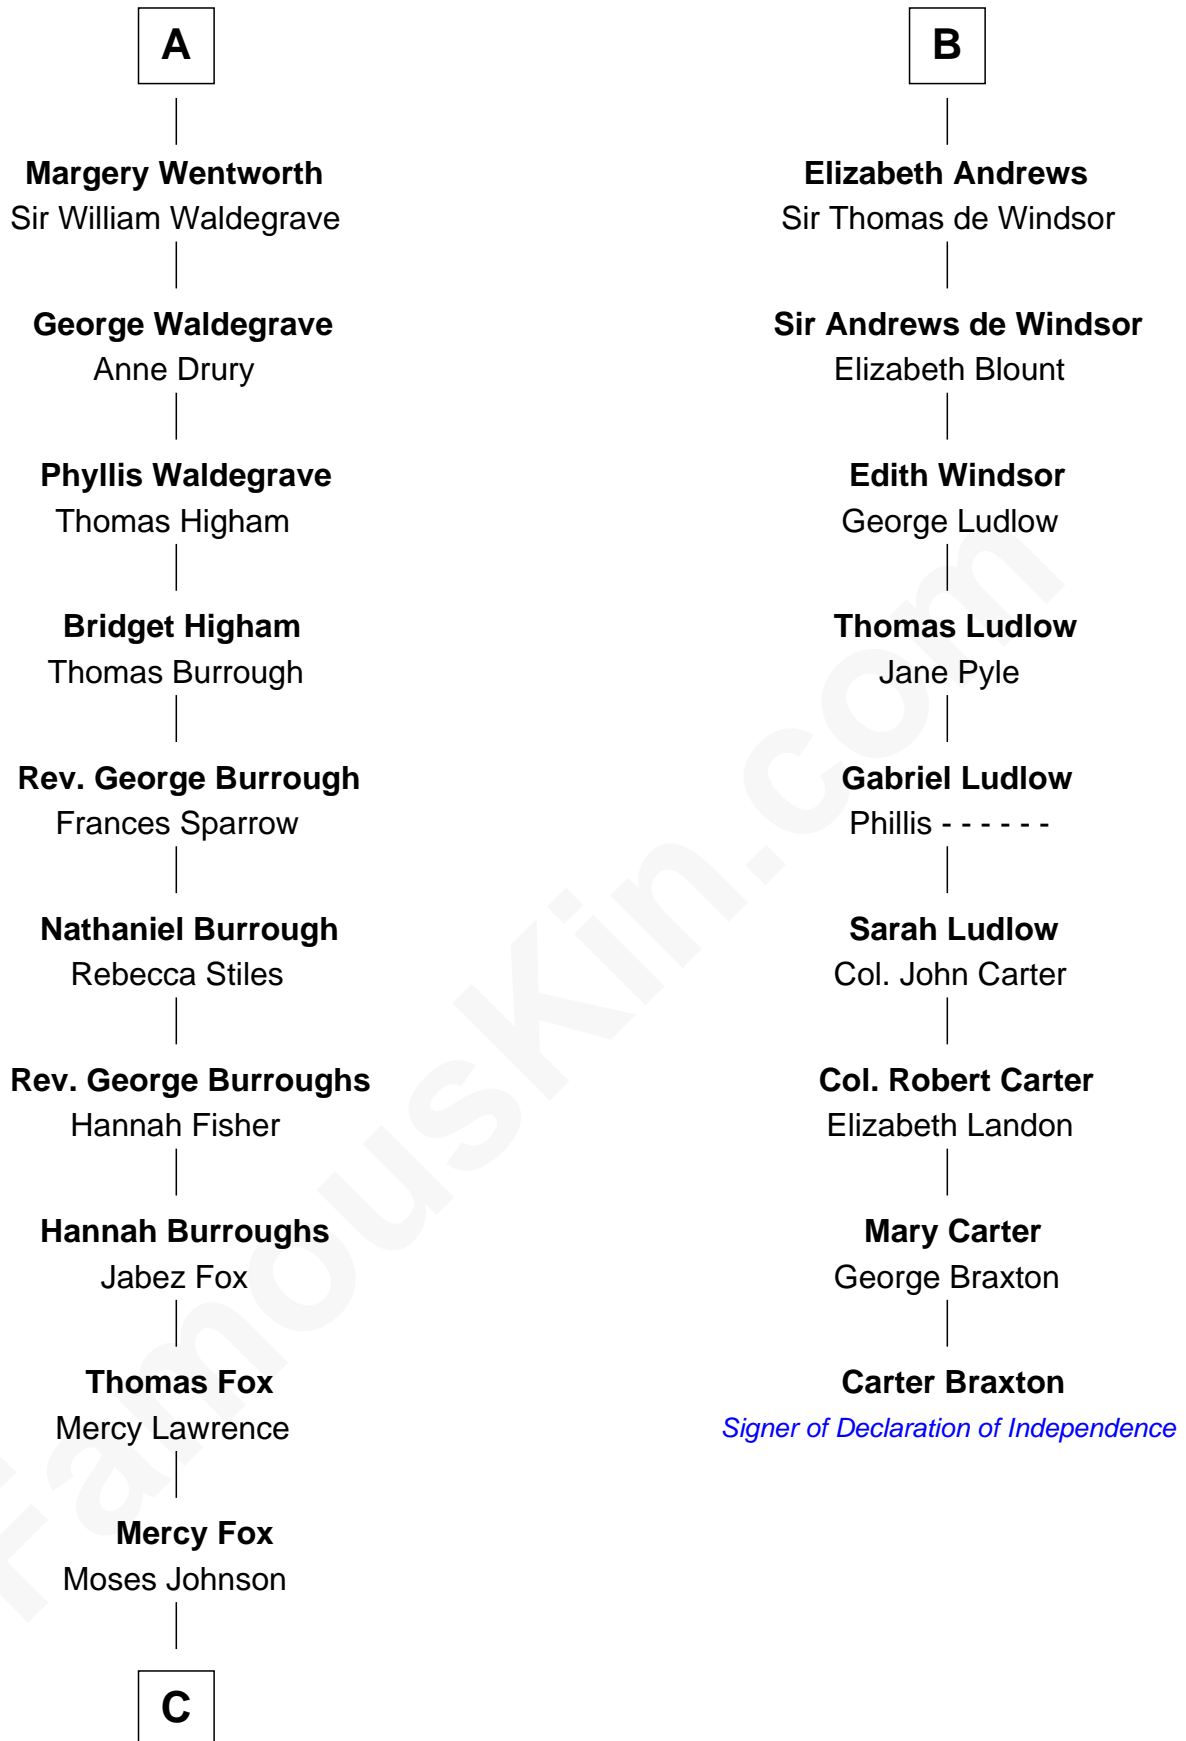 A
Margery Wentworth
Sir William Waldegrave
George Waldegrave
Anne Drury
Phyllis Waldegrave
Thomas Higham
Bridget Higham
Thomas Burrough
Rev. George Burrough
Frances Sparrow
Nathaniel Burrough
Rebecca Stiles
Rev. George Burroughs
Hannah Fisher
Hannah Burroughs
Jabez Fox
Thomas Fox
Mercy Lawrence
Mercy Fox
Moses Johnson
C
B
Elizabeth Andrews
Sir Thomas de Windsor
Sir Andrews de Windsor
Elizabeth Blount
Edith Windsor
George Ludlow
Thomas Ludlow
Jane Pyle
Gabriel Ludlow
Phillis - - - - - -
Sarah Ludlow
Col. John Carter
Col. Robert Carter
Elizabeth Landon
Mary Carter
George Braxton
Carter Braxton
Signer of Declaration of Independence
FamousKin.com